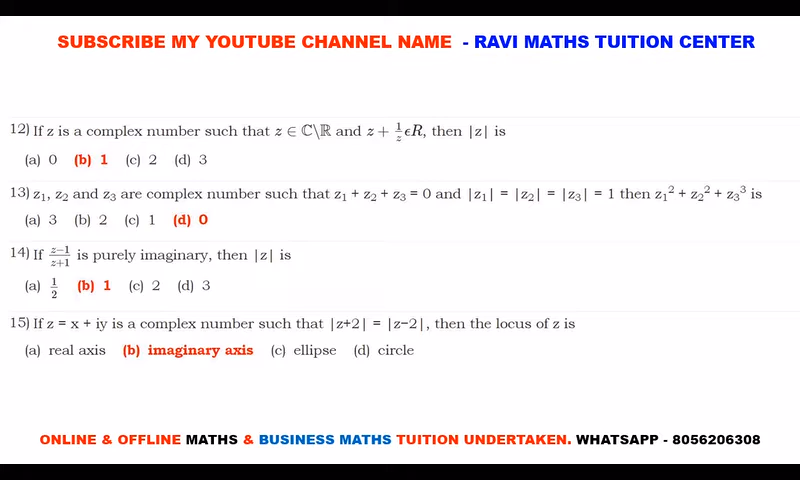 SUBSCRIBE MY YOUTUBE CHANNEL NAME - RAVI MATHS TUITION CENTER
12) If z is a complex number such that z ∈ ℂ\ℝ and z + 1/z ϵR, then |z| is
(a) 0 (b) 1 (c) 2 (d) 3
13) z₁, z₂ and z₃ are complex number such that z₁ + z₂ + z₃ = 0 and |z₁| = |z₂| = |z₃| = 1 then z₁² + z₂² + z₃³ is
(a) 3 (b) 2 (c) 1 (d) 0
14) If z−1/z+1 is purely imaginary, then |z| is
(a) 1/2 (b) 1 (c) 2 (d) 3
15) If z = x + iy is a complex number such that |z+2| = |z−2|, then the locus of z is
(a) real axis (b) imaginary axis (c) ellipse (d) circle
ONLINE & OFFLINE MATHS & BUSINESS MATHS TUITION UNDERTAKEN. WHATSAPP - 8056206308